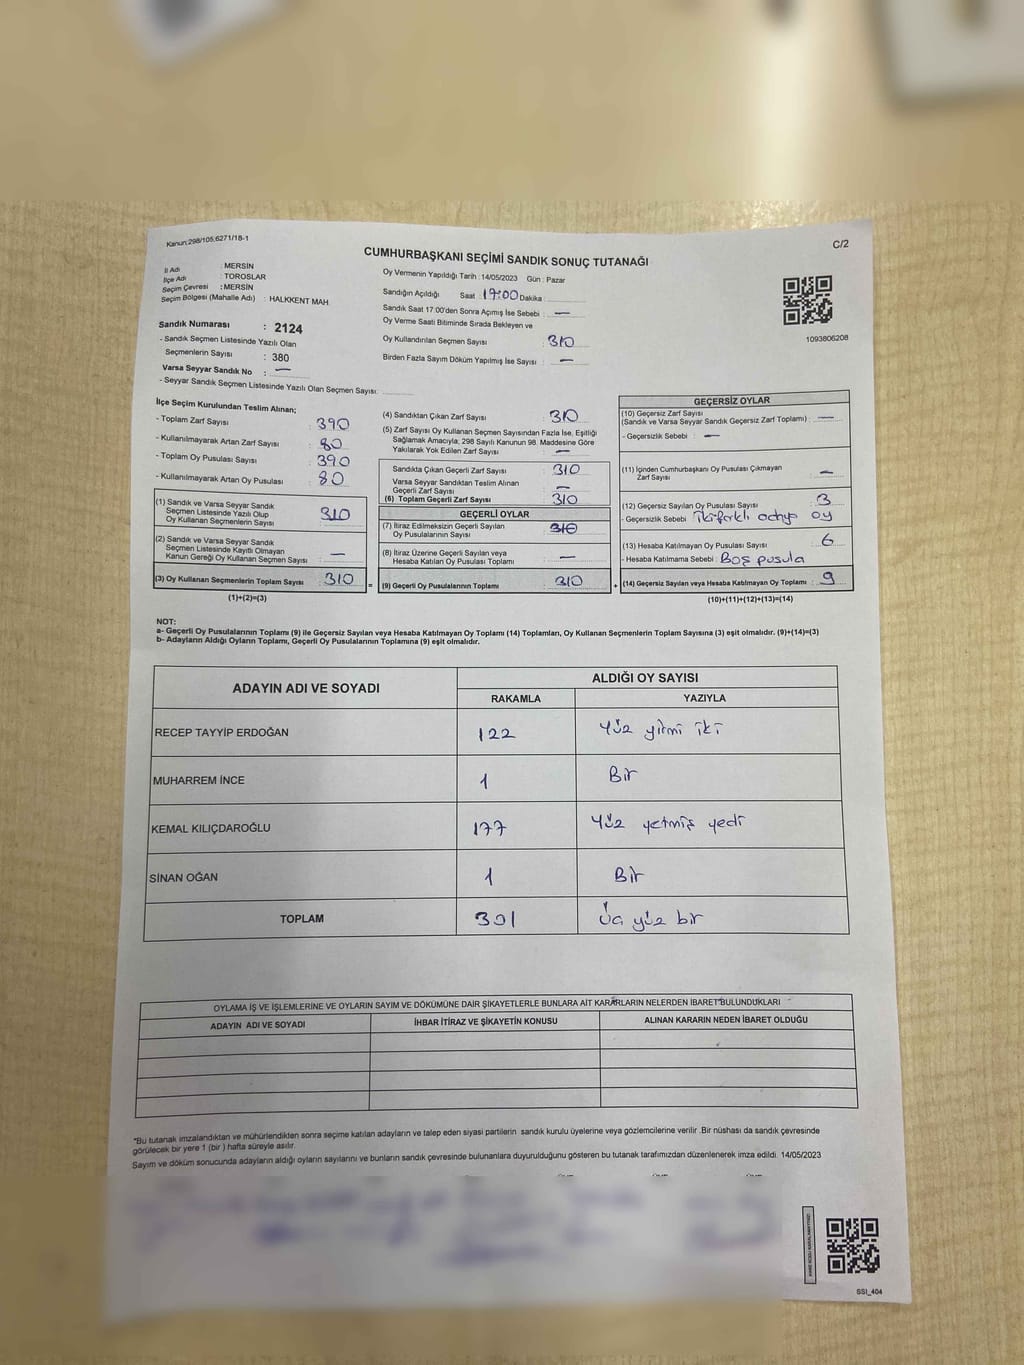 Kanun:298/105,6271/18-1
C/2
CUMHURBAŞKANI SEÇİMİ SANDIK SONUÇ TUTANAĞI
İl Adı : MERSİN
İlçe Adı : TOROSLAR
Seçim Çevresi : MERSİN
Seçim Bölgesi (Mahalle Adı) : HALKKENT MAH.
Sandık Numarası : 2124
- Sandık Seçmen Listesinde Yazılı Olan
Seçmenlerin Sayısı : 380
Varsa Seyyar Sandık No : —
- Seyyar Sandık Seçmen Listesinde Yazılı Olan Seçmen Sayısı:
Oy Vermenin Yapıldığı Tarih : 14/05/2023 Gün : Pazar
Sandığın Açıldığı Saat : 17:00 Dakika :
Sandık Saat 17:00'den Sonra Açımış İse Sebebi : —
Oy Verme Saati Bitiminde Sırada Bekleyen ve
Oy Kullandırılan Seçmen Sayısı : 310
Birden Fazla Sayım Döküm Yapılmış İse Sayısı : —
1093806208
İlçe Seçim Kurulundan Teslim Alınan;
- Toplam Zarf Sayısı : 390
- Kullanılmayarak Artan Zarf Sayısı : 80
- Toplam Oy Pusulası Sayısı : 390
- Kullanılmayarak Artan Oy Pusulası : 80
(1) Sandık ve Varsa Seyyar Sandık
Seçmen Listesinde Yazılı Olup
Oy Kullanan Seçmenlerin Sayısı : 310
(2) Sandık ve Varsa Seyyar Sandık
Seçmen Listesinde Kayıtlı Olmayan
Kanun Gereği Oy Kullanan Seçmen Sayısı : —
(3) Oy Kullanan Seçmenlerin Toplam Sayısı : 310
(1)+(2)=(3)
(4) Sandıktan Çıkan Zarf Sayısı : 310
(5) Zarf Sayısı Oy Kullanan Seçmen Sayısından Fazla İse, Eşitliği
Sağlamak Amacıyla, 298 Sayılı Kanunun 98. Maddesine Göre
Yakılarak Yok Edilen Zarf Sayısı : —
Sandıkta Çıkan Geçerli Zarf Sayısı : 310
Varsa Seyyar Sandıktan Teslim Alınan
Geçerli Zarf Sayısı : —
(6) Toplam Geçerli Zarf Sayısı : 310
GEÇERLİ OYLAR
(7) İtiraz Edilmeksizin Geçerli Sayılan
Oy Pusulalarının Sayısı : 310
(8) İtiraz Üzerine Geçerli Sayılan veya
Hesaba Katılan Oy Pusulası Toplamı : —
= (9) Geçerli Oy Pusulalarının Toplamı : 310
GEÇERSİZ OYLAR
(10) Geçersiz Zarf Sayısı
(Sandık ve Varsa Seyyar Sandık Geçersiz Zarf Toplamı) : —
- Geçersizlik Sebebi : —
(11) İçinden Cumhurbaşkanı Oy Pusulası Çıkmayan
Zarf Sayısı : —
(12) Geçersiz Sayılan Oy Pusulası Sayısı : 3
- Geçersizlik Sebebi : İki farklı adaya oy
(13) Hesaba Katılmayan Oy Pusulası Sayısı : 6
- Hesaba Katılmama Sebebi : Boş pusula
+ (14) Geçersiz Sayılan veya Hesaba Katılmayan Oy Toplamı : 9
(10)+(11)+(12)+(13)=(14)
NOT:
a- Geçerli Oy Pusulalarının Toplamı (9) ile Geçersiz Sayılan veya Hesaba Katılmayan Oy Toplamı (14) Toplamları, Oy Kullanan Seçmenlerin Toplam Sayısına (3) eşit olmalıdır. (9)+(14)=(3)
b- Adayların Aldığı Oyların Toplamı, Geçerli Oy Pusulalarının Toplamına (9) eşit olmalıdır.
ADAYIN ADI VE SOYADI
ALDIĞI OY SAYISI
RAKAMLA YAZIYLA
RECEP TAYYİP ERDOĞAN 122 Yüz yirmi iki
MUHARREM İNCE 1 Bir
KEMAL KILIÇDAROĞLU 177 Yüz yetmiş yedi
SİNAN OĞAN 1 Bir
TOPLAM 301 Üç yüz bir
OYLAMA İŞ VE İŞLEMLERİNE VE OYLARIN SAYIM VE DÖKÜMÜNE DAİR ŞİKAYETLERLE BUNLARA AİT KARARLARIN NELERDEN İBARET BULUNDUKLARI
ADAYIN ADI VE SOYADI İHBAR İTİRAZ VE ŞİKAYETİN KONUSU ALINAN KARARIN NEDEN İBARET OLDUĞU
*Bu tutanak imzalandıktan ve mühürlendikten sonra seçime katılan adayların ve talep eden siyasi partilerin sandık kurulu üyelerine veya gözlemcilerine verilir .Bir nüshası da sandık çevresinde
görülecek bir yere 1 (bir ) hafta süreyle asılır.
Sayım ve döküm sonucunda adayların aldığı oyların sayılarını ve bunların sandık çevresinde bulunanlara duyurulduğunu gösteren bu tutanak tarafımızdan düzenlenerek imza edildi. 14/05/2023
SSI_404